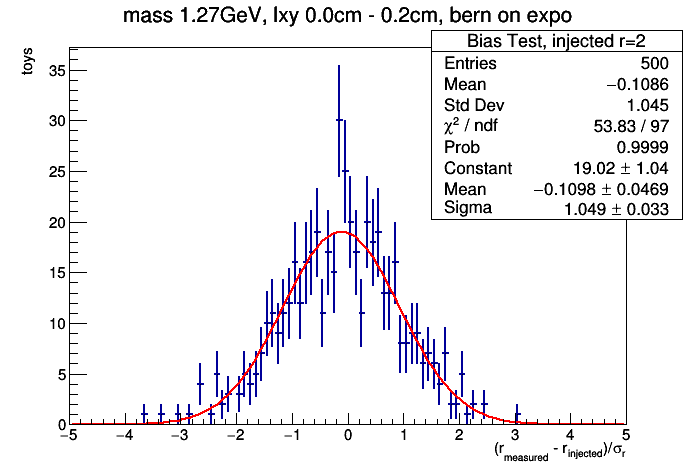 mass 1.27GeV, lxy 0.0cm - 0.2cm, bern on expo
Bias Test, injected r=2
Entries 500
Mean −0.1086
Std Dev 1.045
χ² / ndf 53.83 / 97
Prob 0.9999
Constant 19.02 ± 1.04
Mean −0.1098 ± 0.0469
Sigma 1.049 ± 0.033
toys
35
30
25
20
15
10
5
0
−5 −4 −3 −2 −1 0 1 2 3 4 5
(r_measured - r_injected)/σ_r